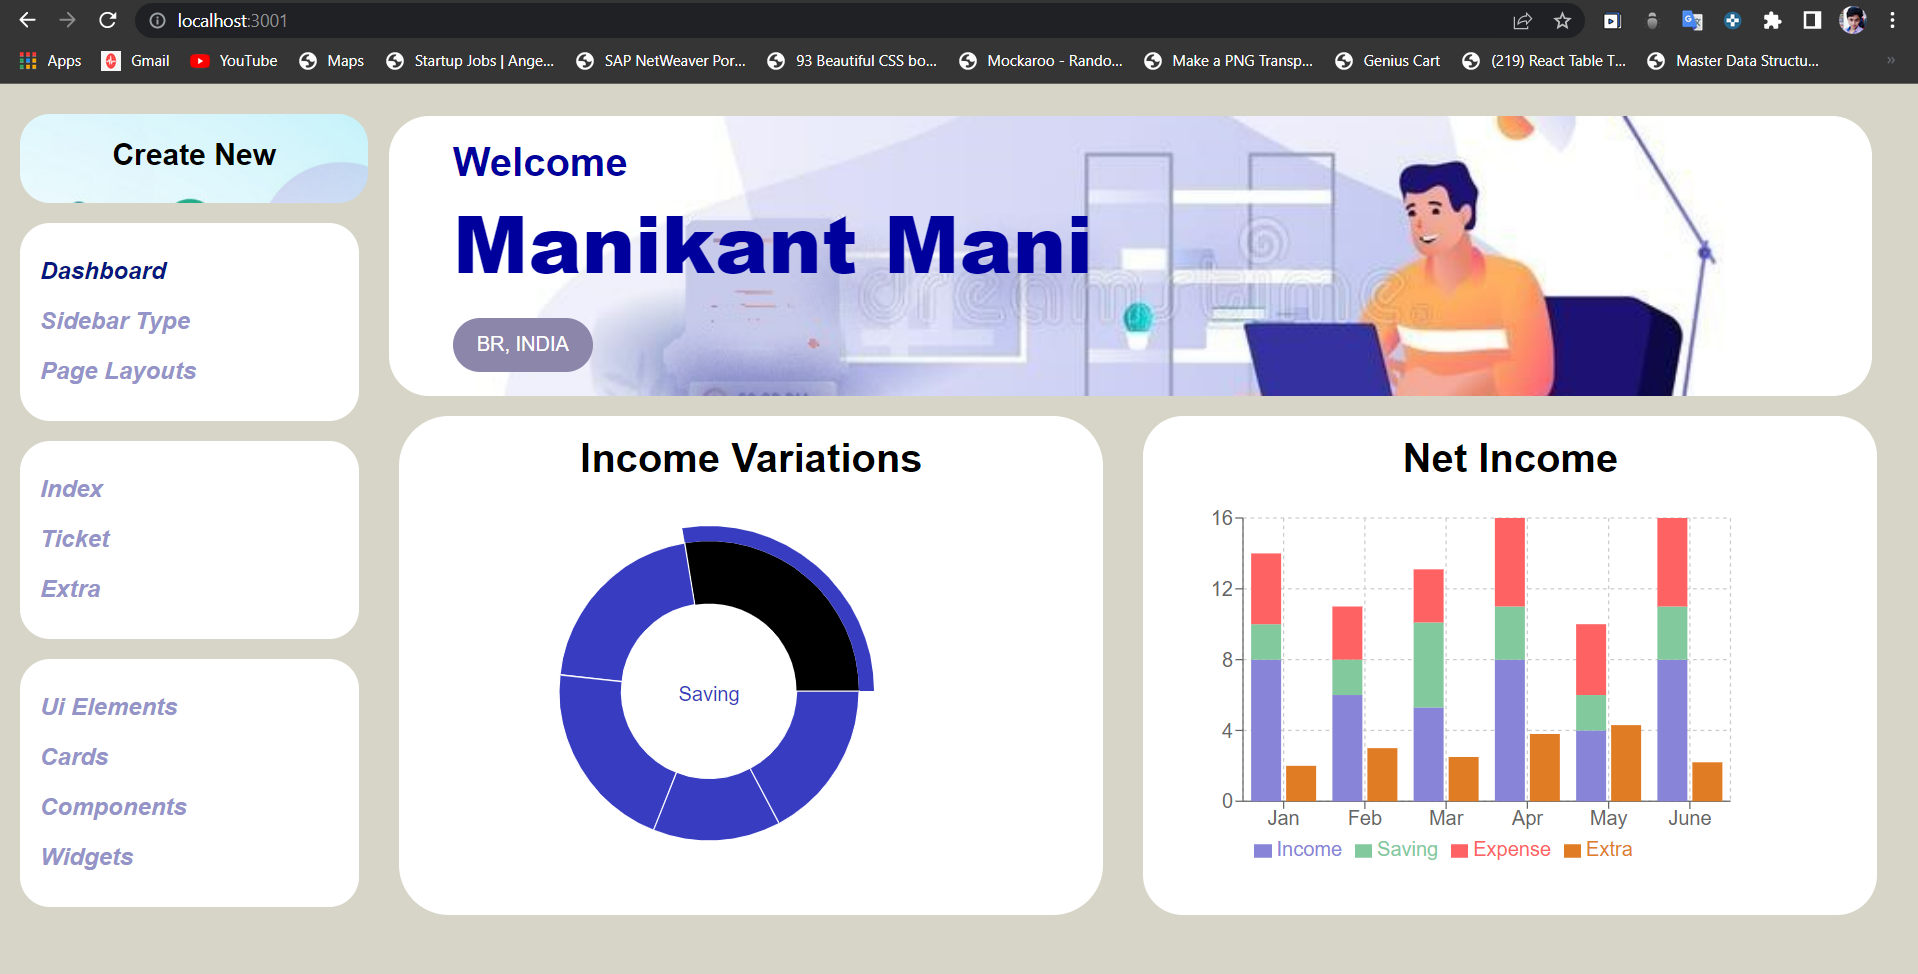 localhost:3001
Apps Gmail YouTube Maps Startup Jobs | Ange... SAP NetWeaver Por... 93 Beautiful CSS bo... Mockaroo - Rando... Make a PNG Transp... Genius Cart (219) React Table T... Master Data Structu... »
Create New
Dashboard
Sidebar Type
Page Layouts
Index
Ticket
Extra
Ui Elements
Cards
Components
Widgets
Welcome
Manikant Mani
BR, INDIA
dreamstime.
Income Variations
Saving
Net Income
16
12
8
4
0
Jan Feb Mar Apr May June
Income Saving Expense Extra